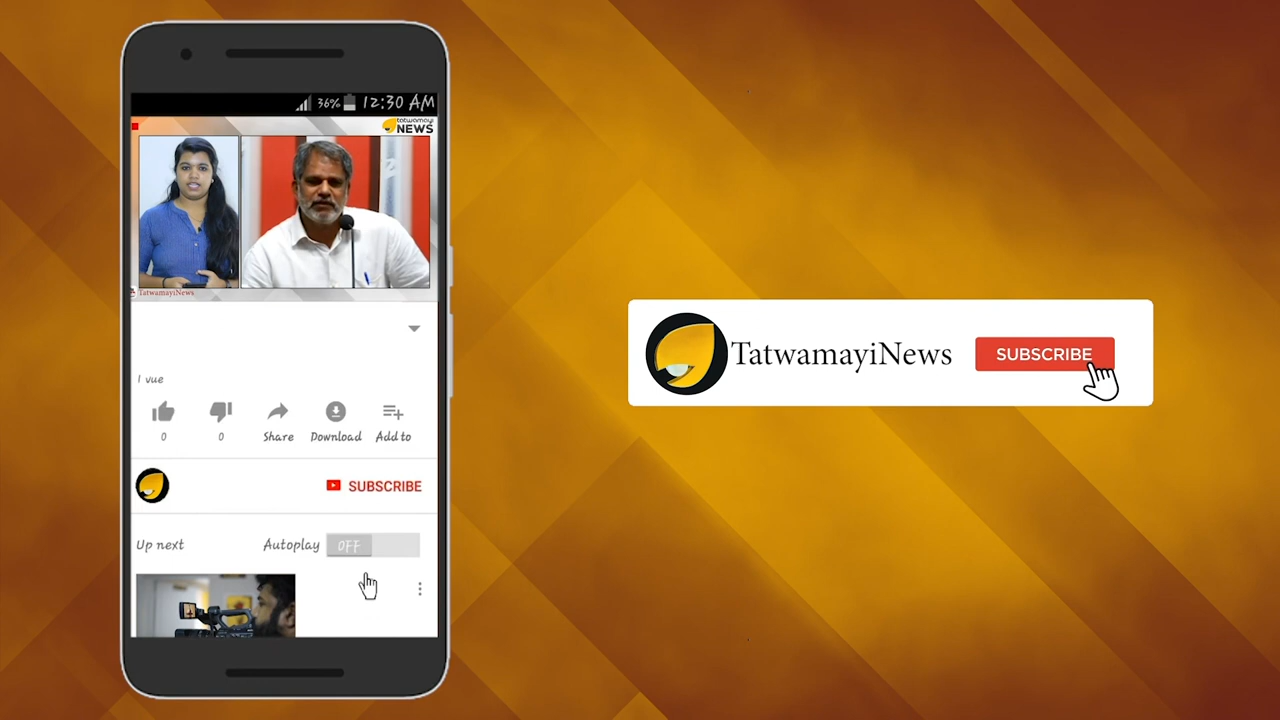 36% 12:30 AM
tatwamayi
NEWS
TatwamayiNews
1 vue
0 0 Share Download Add to
SUBSCRIBE
Up next Autoplay OFF
TatwamayiNews SUBSCRIBE